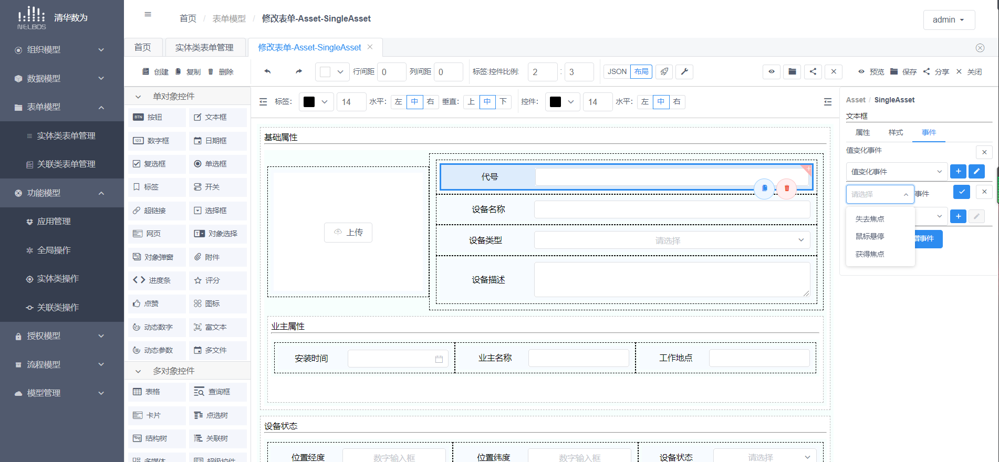 清华数为
NELBDS
组织模型
数据模型
表单模型
实体类表单管理
关联类表单管理
功能模型
应用管理
全局操作
实体类操作
关联类操作
授权模型
流程模型
模型管理
首页 / 表单模型 / 修改表单-Asset-SingleAsset
admin
首页
实体类表单管理
修改表单-Asset-SingleAsset
创建 复制 删除
行间距 0 列间距 0 标签:控件比例: 2 : 3 JSON 布局
预览 保存 分享 关闭
单对象控件
BTN 按钮 文本框
123 数字框 日期框
复选框 单选框
标签 开关
超链接 选择框
网页 对象选择
对象弹窗 附件
进度条 评分
点赞 图标
动态数字 富文本
动态参数 多文件
多对象控件
表格 查询框
卡片 点选树
结构树 关联树
多媒体 超级控件
标签: 14 水平: 左 中 右 垂直: 上 中 下 控件: 14 水平: 左 中 右
基础属性
上传
代号
设备名称
设备类型 请选择
设备描述
业主属性
安装时间 业主名称 工作地点
设备状态
位置经度 数字输入框 位置纬度 数字输入框 设备状态 请选择
Asset / SingleAsset
文本框
属性 样式 事件
值变化事件
值变化事件
请选择 事件
失去焦点
鼠标悬停
获得焦点
增事件